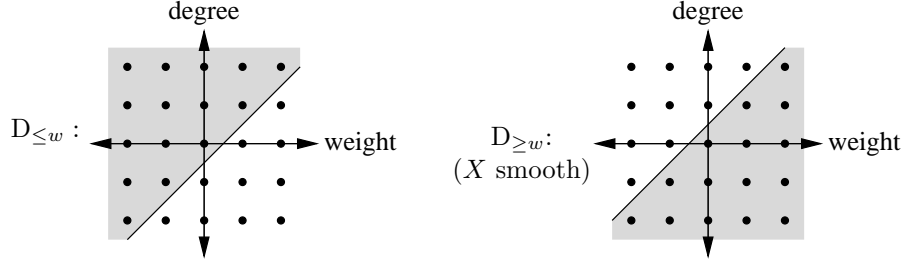 degree
D≤w :
weight
degree
D≥w:
(X smooth)
weight